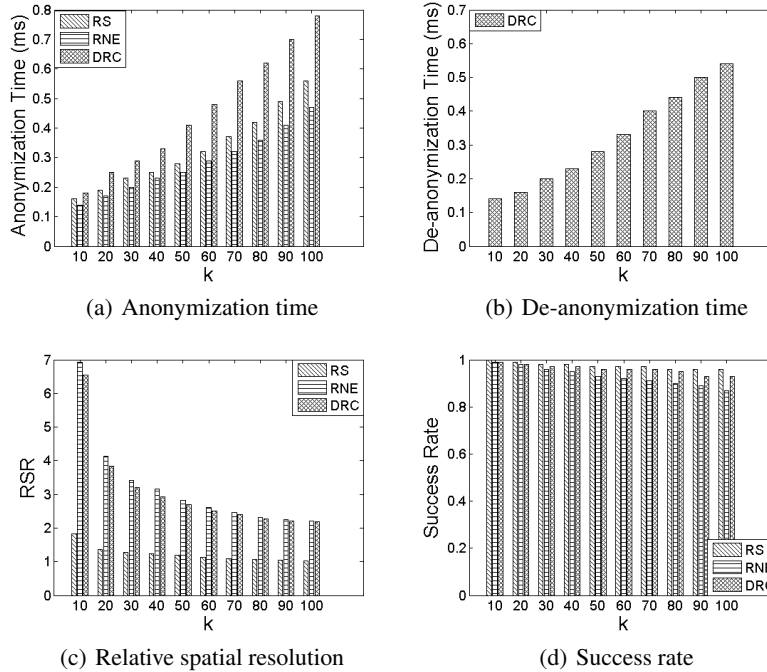 0.8
0.7
0.6
0.5
0.4
0.3
0.2
0.1
0
Anonymization Time (ms)
RS
RNE
DRC
10 20 30 40 50 60 70 80 90 100
k
(a) Anonymization time
0.8
0.7
0.6
0.5
0.4
0.3
0.2
0.1
0
De-anonymization Time (ms)
DRC
10 20 30 40 50 60 70 80 90 100
k
(b) De-anonymization time
7
6
5
4
3
2
1
0
RSR
RS
RNE
DRC
10 20 30 40 50 60 70 80 90 100
k
(c) Relative spatial resolution
1
0.8
0.6
0.4
0.2
0
Success Rate
RS
RNE
DRC
10 20 30 40 50 60 70 80 90 100
k
(d) Success rate